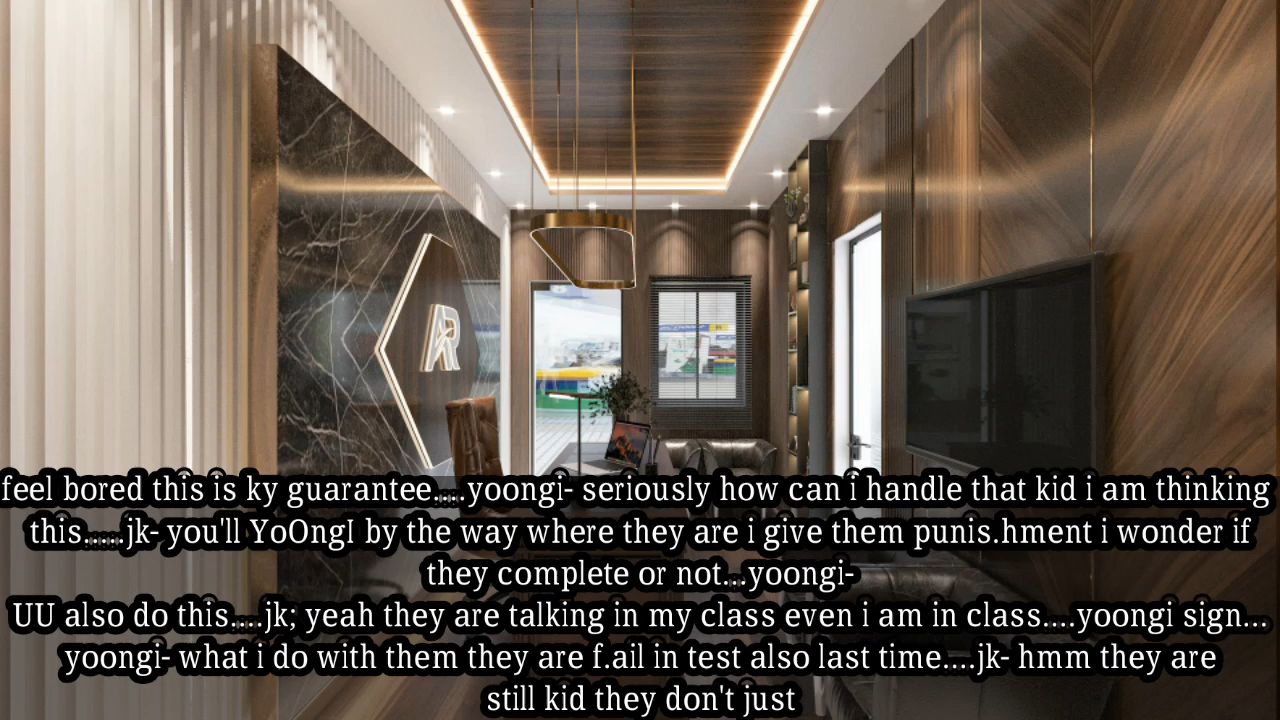 AR
feel bored this is ky guarantee.....yoongi- seriously how can i handle that kid i am thinking
this......jk- you'll YoOngI by the way where they are i give them punis.hment i wonder if
they complete or not...yoongi-
UU also do this....jk; yeah they are talking in my class even i am in class....yoongi sign...
yoongi- what i do with them they are f.ail in test also last time....jk- hmm they are
still kid they don't just